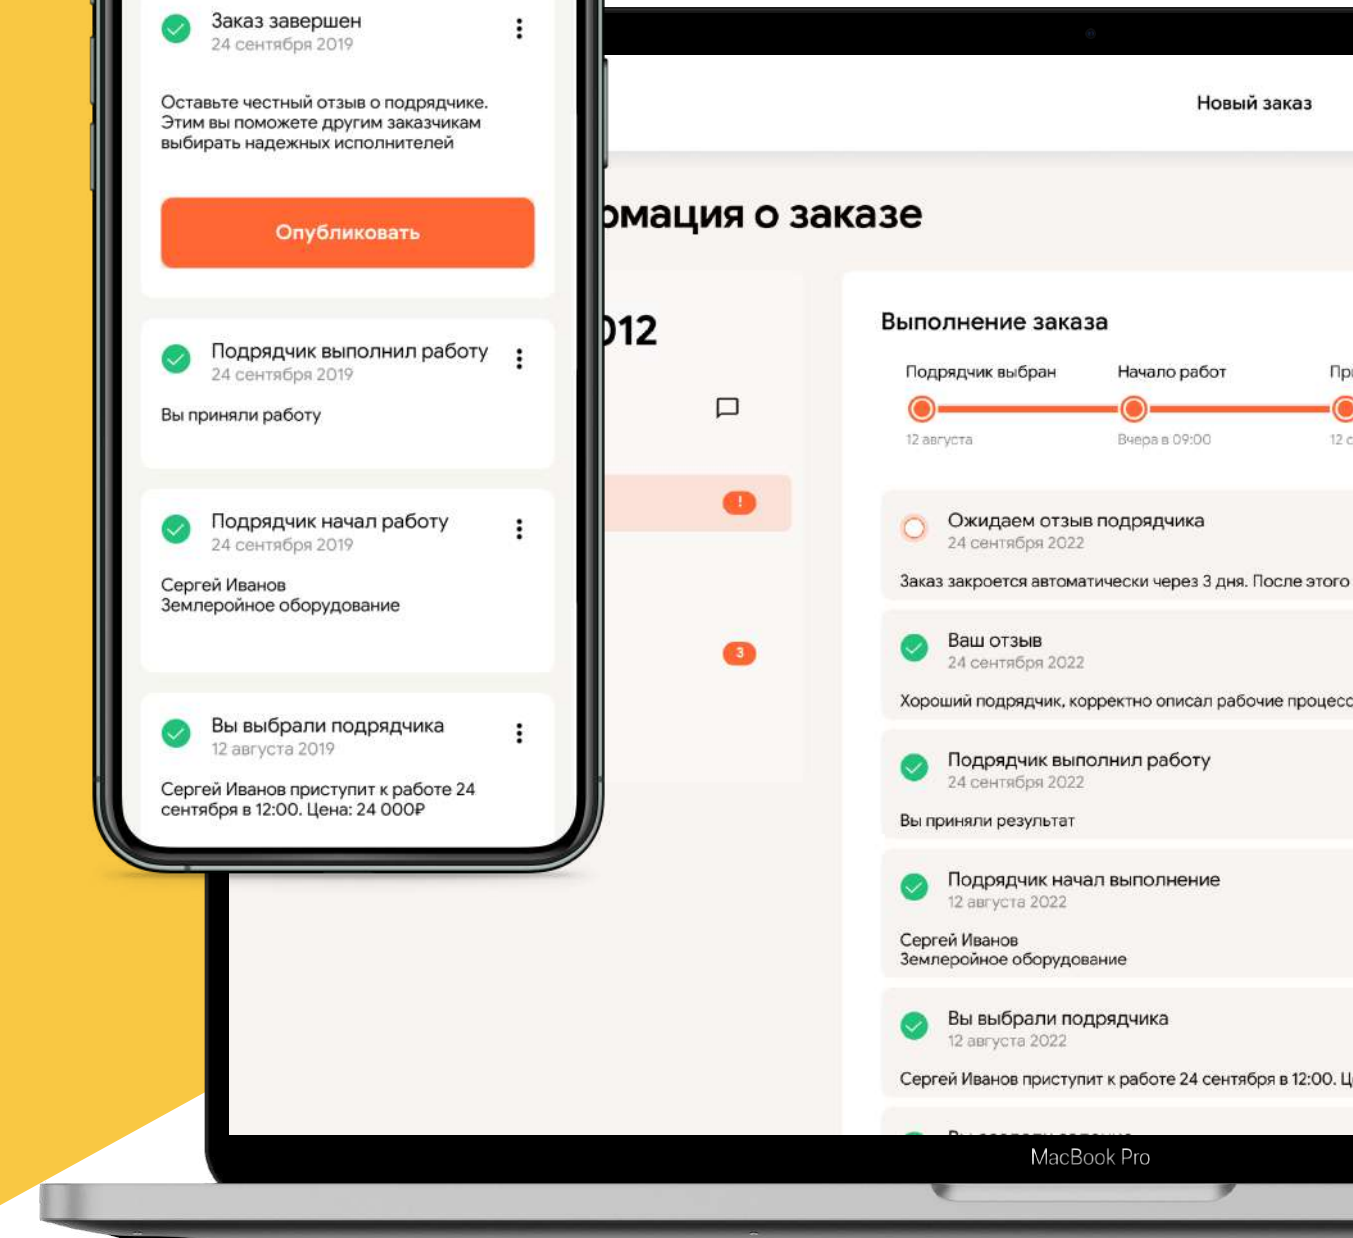 Заказ завершен
24 сентября 2019
Оставьте честный отзыв о подрядчике.
Этим вы поможете другим заказчикам
выбирать надежных исполнителей
Опубликовать
Подрядчик выполнил работу
24 сентября 2019
Вы приняли работу
Подрядчик начал работу
24 сентября 2019
Сергей Иванов
Землеройное оборудование
Вы выбрали подрядчика
12 августа 2019
Сергей Иванов приступит к работе 24
сентября в 12:00. Цена: 24 000₽
Новый заказ
рмация о заказе
012
!
3
Выполнение заказа
Подрядчик выбран
Начало работ
12 августа
Вчера в 09:00
12
Ожидаем отзыв подрядчика
24 сентября 2022
Заказ закроется автоматически через 3 дня. После этого
Ваш отзыв
24 сентября 2022
Хороший подрядчик, корректно описал рабочие процесс
Подрядчик выполнил работу
24 сентября 2022
Вы приняли результат
Подрядчик начал выполнение
12 августа 2022
Сергей Иванов
Землеройное оборудование
Вы выбрали подрядчика
12 августа 2022
Сергей Иванов приступит к работе 24 сентября в 12:00.
MacBook Pro